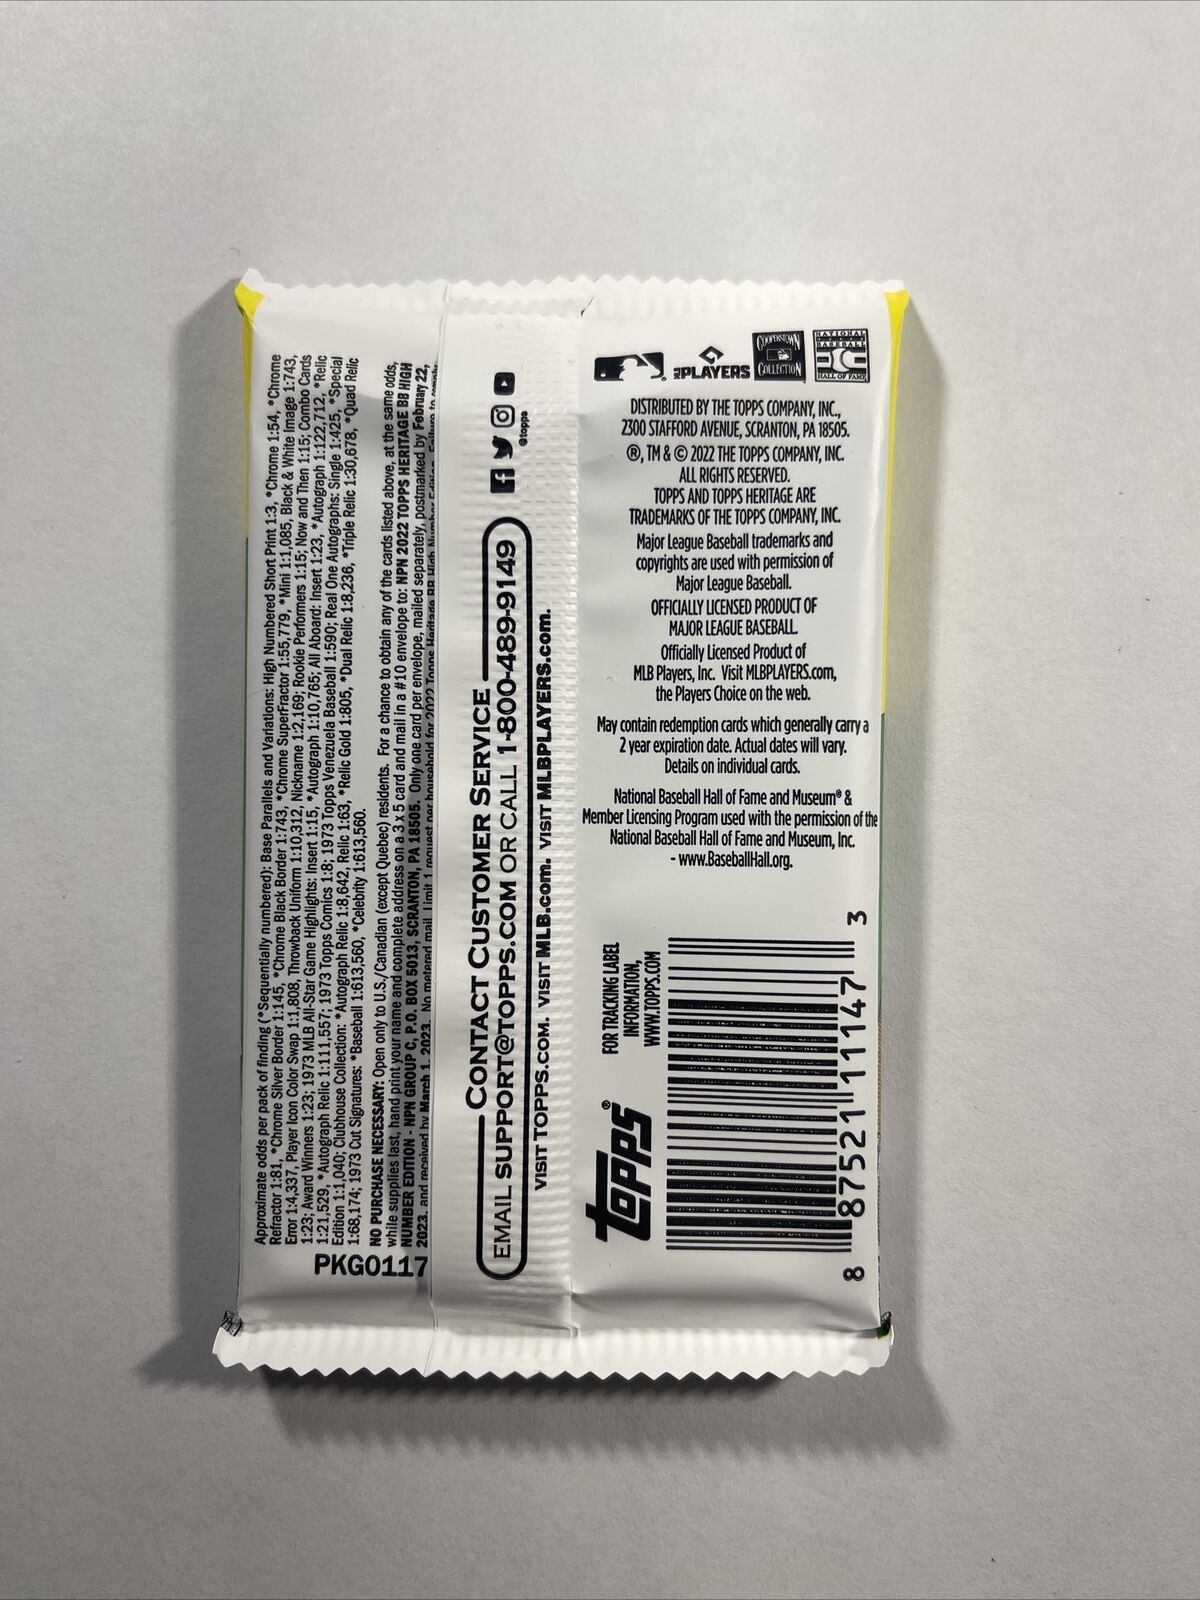 Approximate odds per pack of finding (*Sequentially numbered): Base Parallels and Variations: High Numbered Short Print 1:3, *Chrome 1:54, *Chrome
Refractor 1:81, *Chrome Silver Border 1:145, *Chrome Black Border 1:743, *Chrome SuperFractor 1:55,779, *Mini 1:1,085, Black & White Image 1:743,
Error 1:4,337, Player Icon Color Swap 1:1,808, Throwback Uniform 1:10,312, Nickname 1:2,169; Rookie Performers 1:15; Now and Then 1:15; Combo Cards
1:23; Award Winners 1:23; 1973 MLB All-Star Game Highlights: Insert 1:15, *Autograph 1:10,765; All Aboard: Insert 1:23, *Autograph 1:122,712, *Relic
1:21,529, *Autograph Relic 1:111,557; 1973 Topps Comics 1:8; 1973 Topps Venezuela Baseball 1:590; Real One Autographs: Single 1:425, *Special
Edition 1:1,040; Clubhouse Collection: *Autograph Relic 1:8,642, Relic 1:63, *Relic Gold 1:805, *Dual Relic 1:8,236, *Triple Relic 1:30,678, *Quad Relic
1:68,174; 1973 Cut Signatures: *Baseball 1:613,560, *Celebrity 1:613,560.
NO PURCHASE NECESSARY: Open only to U.S./Canadian (except Quebec) residents. For a chance to obtain any of the cards listed above, at the same odds,
while supplies last, hand print your name and complete address on a 3 x 5 card and mail in a #10 envelope to: NPN 2022 TOPPS HERITAGE BB HIGH
NUMBER EDITION - NPN GROUP C, P.O. BOX 5013, SCRANTON, PA 18505. Only one card per envelope, mailed separately, postmarked by February 22,
2023, and received by March 1, 2023. No metered mail. Limit 1 request per household for 2022 Topps Heritage BB High Number Edition. Failure to
PKG0117
CONTACT CUSTOMER SERVICE
EMAIL SUPPORT@TOPPS.COM OR CALL 1-800-489-9149
@topps
VISIT TOPPS.COM. VISIT MLB.com. VISIT MLBPLAYERS.com.
PLAYERS
COOPERSTOWN
COLLECTION
NATIONAL
BASEBALL
HALL OF FAME
DISTRIBUTED BY THE TOPPS COMPANY, INC.,
2300 STAFFORD AVENUE, SCRANTON, PA 18505.
®, TM & © 2022 THE TOPPS COMPANY, INC.
ALL RIGHTS RESERVED.
TOPPS AND TOPPS HERITAGE ARE
TRADEMARKS OF THE TOPPS COMPANY, INC.
Major League Baseball trademarks and
copyrights are used with permission of
Major League Baseball.
OFFICIALLY LICENSED PRODUCT OF
MAJOR LEAGUE BASEBALL.
Officially Licensed Product of
MLB Players, Inc. Visit MLBPLAYERS.com,
the Players Choice on the web.
May contain redemption cards which generally carry a
2 year expiration date. Actual dates will vary.
Details on individual cards.
National Baseball Hall of Fame and Museum® &
Member Licensing Program used with the permission of the
National Baseball Hall of Fame and Museum, Inc.
- www.BaseballHall.org.
FOR TRACKING LABEL
INFORMATION,
WWW.TOPPS.COM
topps®
8 87521 11147 3